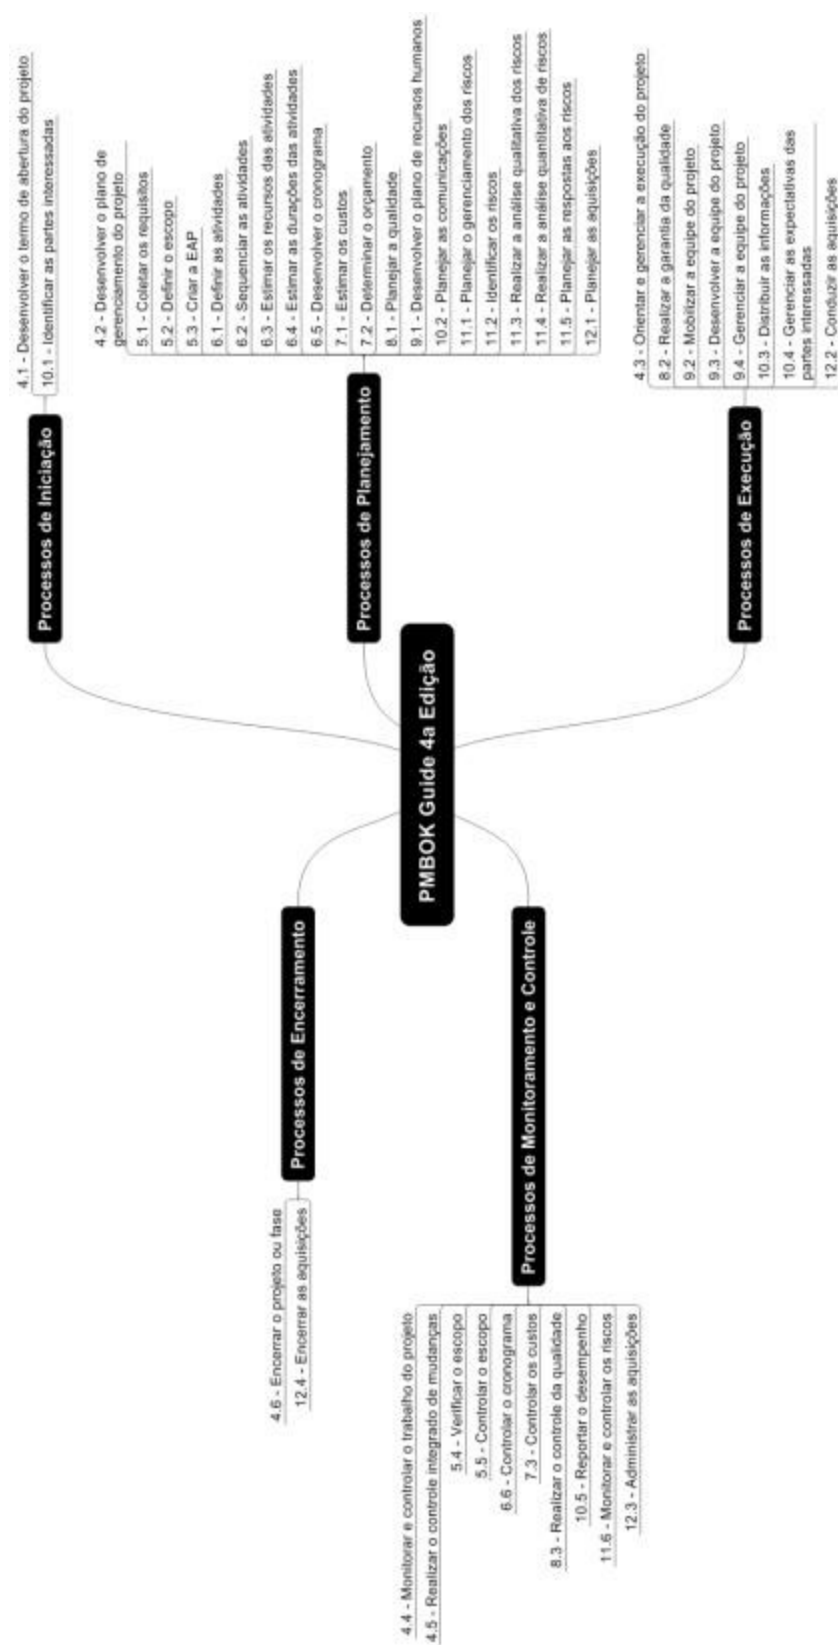 PMBOK Guide 4a Edição
Processos de Iniciação
4.1 - Desenvolver o termo de abertura do projeto
10.1 - Identificar as partes interessadas
Processos de Planejamento
4.2 - Desenvolver o plano de
gerenciamento do projeto
5.1 - Coletar os requisitos
5.2 - Definir o escopo
5.3 - Criar a EAP
6.1 - Definir as atividades
6.2 - Sequenciar as atividades
6.3 - Estimar os recursos das atividades
6.4 - Estimar as durações das atividades
6.5 - Desenvolver o cronograma
7.1 - Estimar os custos
7.2 - Determinar o orçamento
8.1 - Planejar a qualidade
9.1 - Desenvolver o plano de recursos humanos
10.2 - Planejar as comunicações
11.1 - Planejar o gerenciamento dos riscos
11.2 - Identificar os riscos
11.3 - Realizar a análise qualitativa dos riscos
11.4 - Realizar a análise quantitativa de riscos
11.5 - Planejar as respostas aos riscos
12.1 - Planejar as aquisições
Processos de Execução
4.3 - Orientar e gerenciar a execução do projeto
8.2 - Realizar a garantia da qualidade
9.2 - Mobilizar a equipe do projeto
9.3 - Desenvolver a equipe do projeto
9.4 - Gerenciar a equipe do projeto
10.3 - Distribuir as informações
10.4 - Gerenciar as expectativas das
partes interessadas
12.2 - Conduzir as aquisições
Processos de Encerramento
4.6 - Encerrar o projeto ou fase
12.4 - Encerrar as aquisições
Processos de Monitoramento e Controle
4.4 - Monitorar e controlar o trabalho do projeto
4.5 - Realizar o controle integrado de mudanças
5.4 - Verificar o escopo
5.5 - Controlar o escopo
6.6 - Controlar o cronograma
7.3 - Controlar os custos
8.3 - Realizar o controle da qualidade
10.5 - Reportar o desempenho
11.6 - Monitorar e controlar os riscos
12.3 - Administrar as aquisições